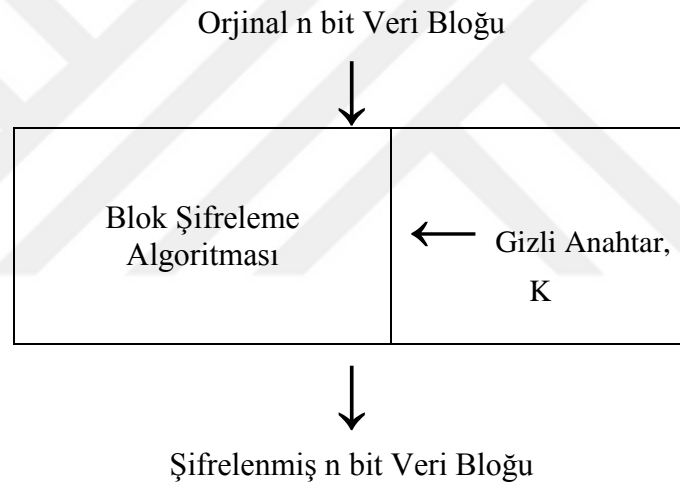 Orjinal n bit Veri Bloğu
Blok Şifreleme
Algoritması
Gizli Anahtar,
K
Şifrelenmiş n bit Veri Bloğu